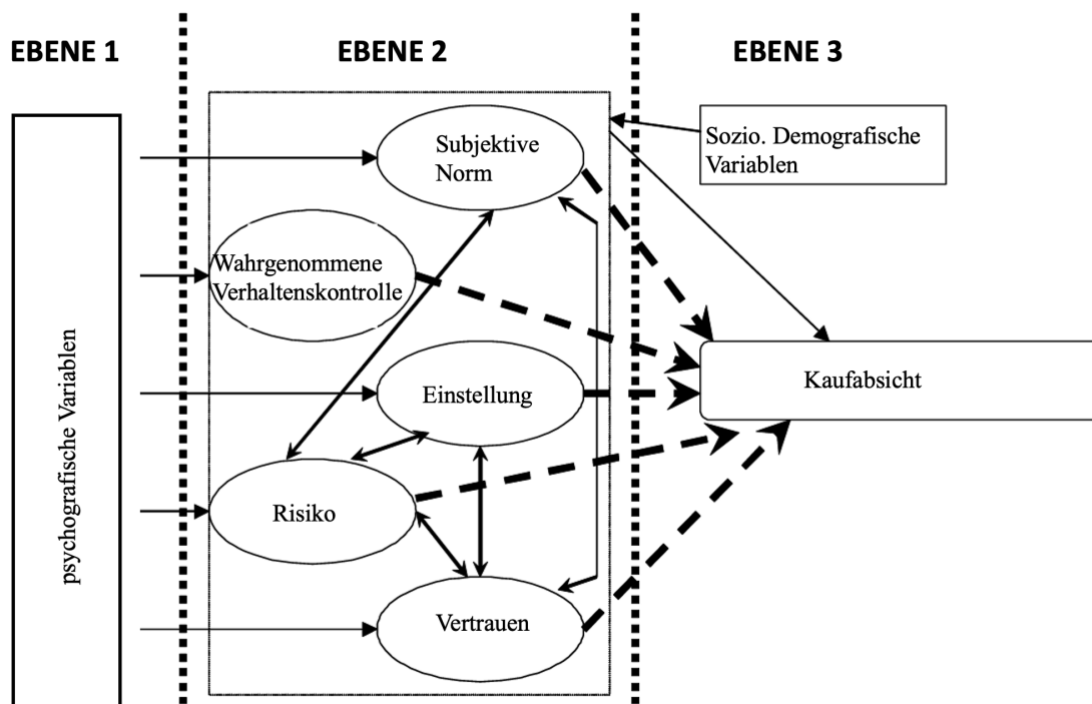 EBENE 1
EBENE 2
EBENE 3
Subjektive
Norm
Sozio. Demografische
Variablen
Wahrgenommene
Verhaltenskontrolle
Kaufabsicht
Einstellung
psychografische Variablen
Risiko
Vertrauen